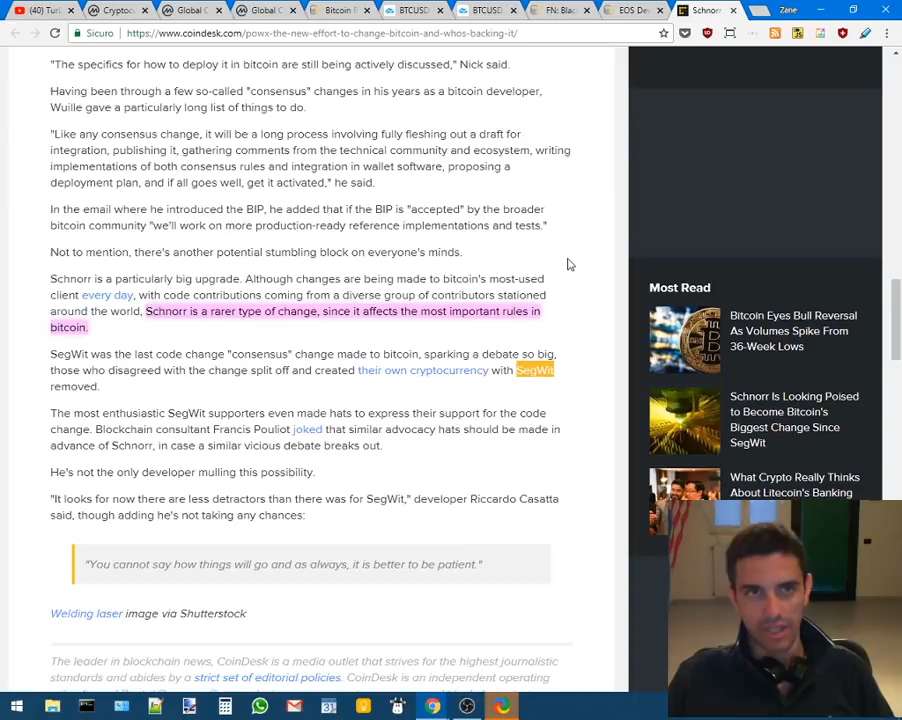 (40) Tur
Cryptoc
Global C
Global C
Bitcoin F
BTCUSD
BTCUSD
FN: Bla
EOS De
Schnorr
Zane
Sicuro
https://www.coindesk.com/powx-the-new-effort-to-change-bitcoin-and-whos-backing-it/
"The specifics for how to deploy it in bitcoin are still being actively discussed," Nick said.
Having been through a few so-called "consensus" changes in his years as a bitcoin developer,
Wuille gave a particularly long list of things to do.
"Like any consensus change, it will be a long process involving fully fleshing out a draft for
integration, publishing it, gathering comments from the technical community and ecosystem, writing
implementations of both consensus rules and integration in wallet software, proposing a
deployment plan, and if all goes well, get it activated," he said.
In the email where he introduced the BIP, he added that if the BIP is "accepted" by the broader
bitcoin community "we'll work on more production-ready reference implementations and tests."
Not to mention, there's another potential stumbling block on everyone's minds.
Schnorr is a particularly big upgrade. Although changes are being made to bitcoin's most-used
client every day, with code contributions coming from a diverse group of contributors stationed
around the world, Schnorr is a rarer type of change, since it affects the most important rules in
bitcoin.
SegWit was the last code change "consensus" change made to bitcoin, sparking a debate so big,
those who disagreed with the change split off and created their own cryptocurrency with SegWit
removed.
The most enthusiastic SegWit supporters even made hats to express their support for the code
change. Blockchain consultant Francis Pouliot joked that similar advocacy hats should be made in
advance of Schnorr, in case a similar vicious debate breaks out.
He's not the only developer mulling this possibility.
"It looks for now there are less detractors than there was for SegWit," developer Riccardo Casatta
said, though adding he's not taking any chances:
"You cannot say how things will go and as always, it is better to be patient."
Welding laser image via Shutterstock
The leader in blockchain news, CoinDesk is a media outlet that strives for the highest journalistic
standards and abides by a strict set of editorial policies. CoinDesk is an independent operating
Most Read
Bitcoin Eyes Bull Reversal
As Volumes Spike From
36-Week Lows
Schnorr Is Looking Poised
to Become Bitcoin's
Biggest Change Since
SegWit
What Crypto Really Thinks
About Litecoin's Banking